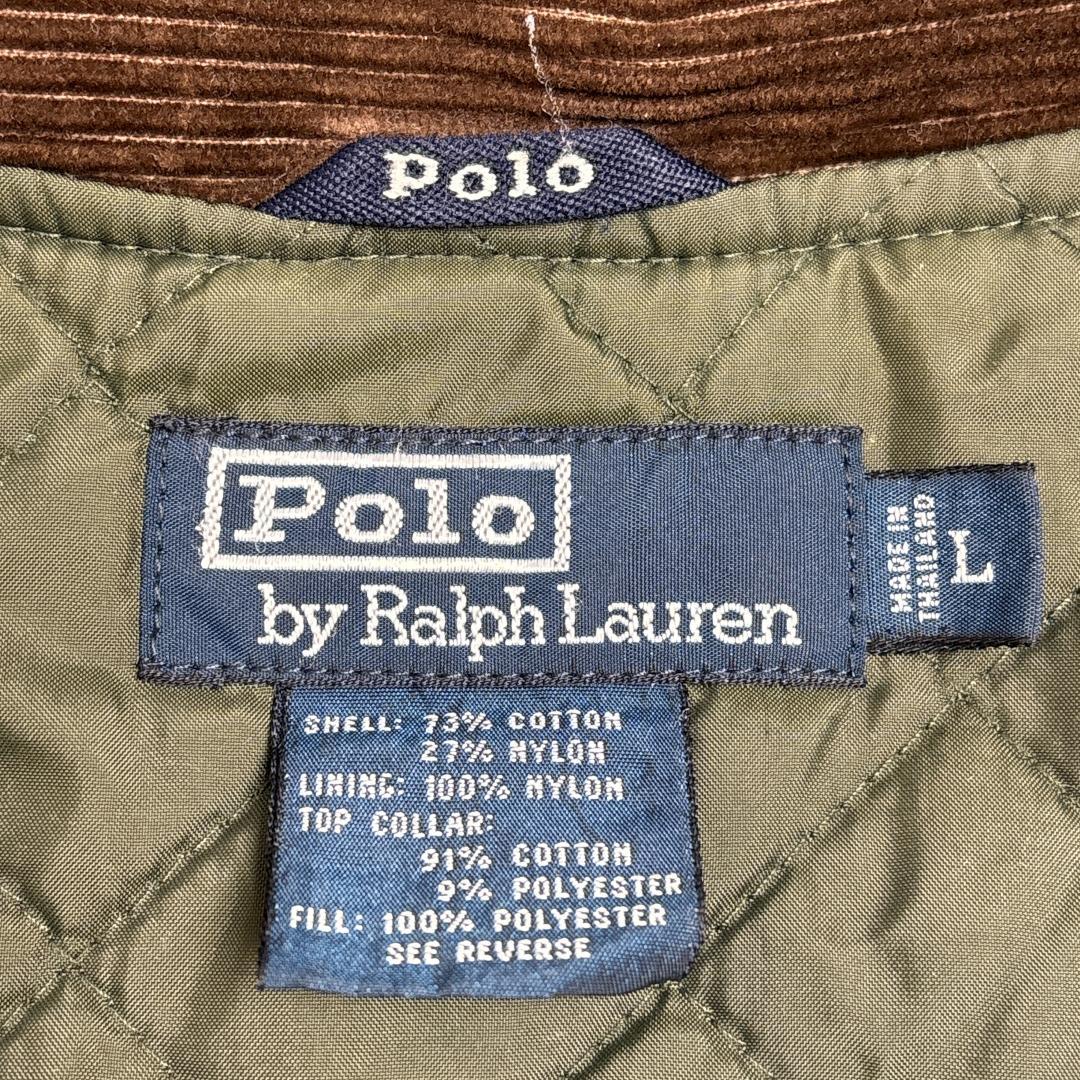 Polo
Polo
by Ralph Lauren
MADE IN
THAILAND
L
SHELL: 73% COTTON
27% NYLON
LINING: 100% NYLON
TOP COLLAR:
91% COTTON
9% POLYESTER
FILL: 100% POLYESTER
SEE REVERSE